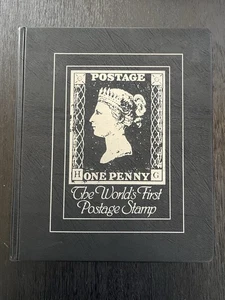 POSTAGE
H ONE PENNY G
The World's First
Postage Stamp